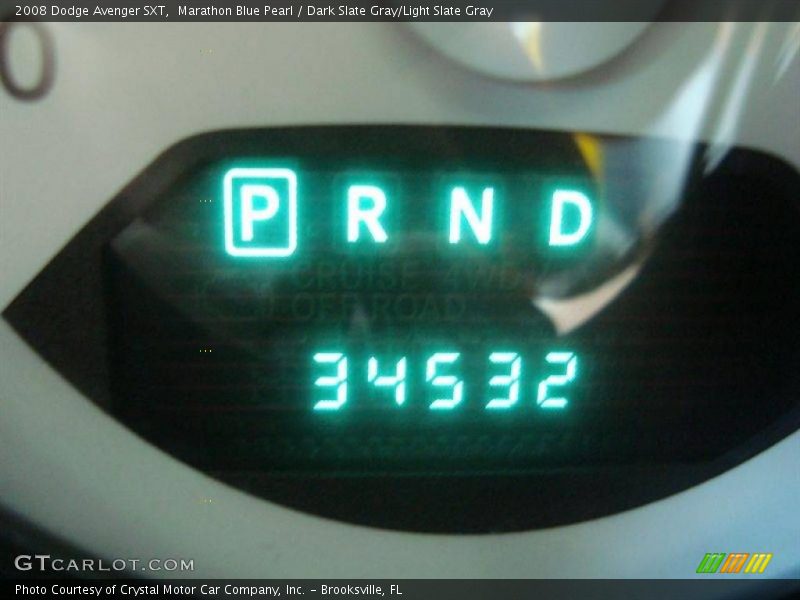 2008 Dodge Avenger SXT,  Marathon Blue Pearl / Dark Slate Gray/Light Slate Gray
0
P R N D
CRUISE 4WD
OFF ROAD
34532
GTCARLOT.COM
Photo Courtesy of Crystal Motor Car Company, Inc. - Brooksville, FL